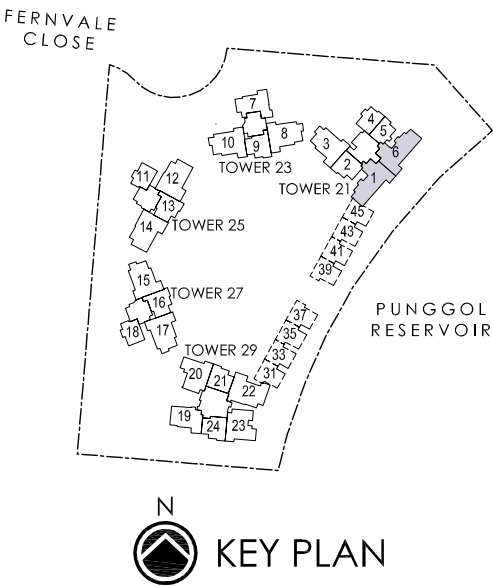 FERNVALE
CLOSE
7
10
9
8
TOWER 23
4
5
3
6
2
1
TOWER 21
11
12
13
14
TOWER 25
45
43
41
39
15
16
18
17
TOWER 27
37
35
33
31
PUNGGOL
RESERVOIR
TOWER 29
20
21
22
19
24
23
N
KEY PLAN